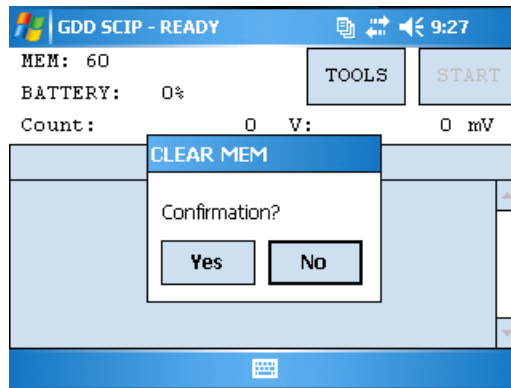 GDD SCIP - READY 9:27
MEM: 60
TOOLS START
BATTERY: 0%
Count: 0 V: 0 mV
CLEAR MEM
Confirmation?
Yes No